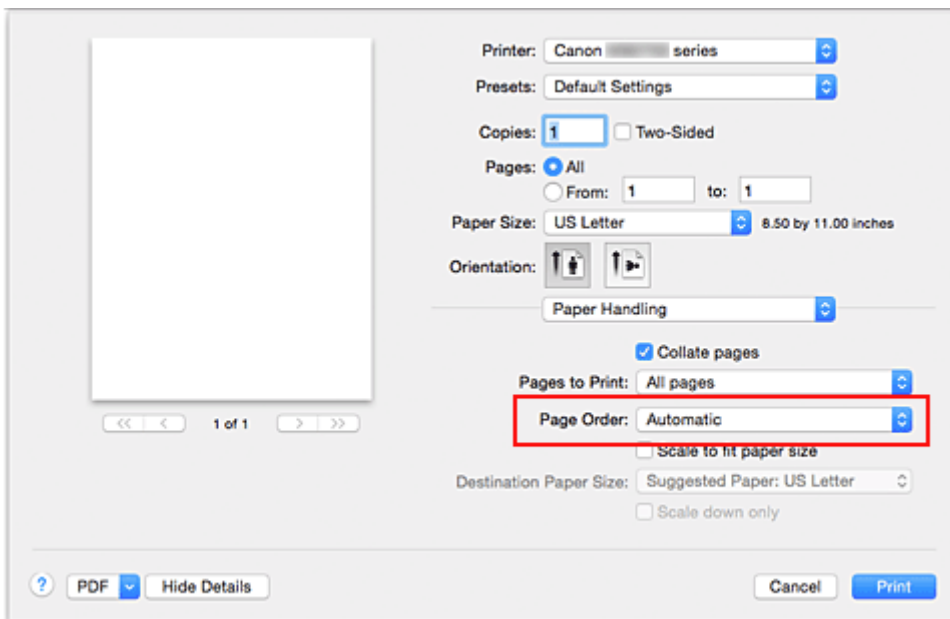 Printer: Canon series
Presets: Default Settings
Copies: 1 Two-Sided
Pages: All
From: 1 to: 1
Paper Size: US Letter 8.50 by 11.00 inches
Orientation:
Paper Handling
Collate pages
Pages to Print: All pages
1 of 1
Page Order: Automatic
Scale to fit paper size
Destination Paper Size: Suggested Paper: US Letter
Scale down only
? PDF Hide Details Cancel Print